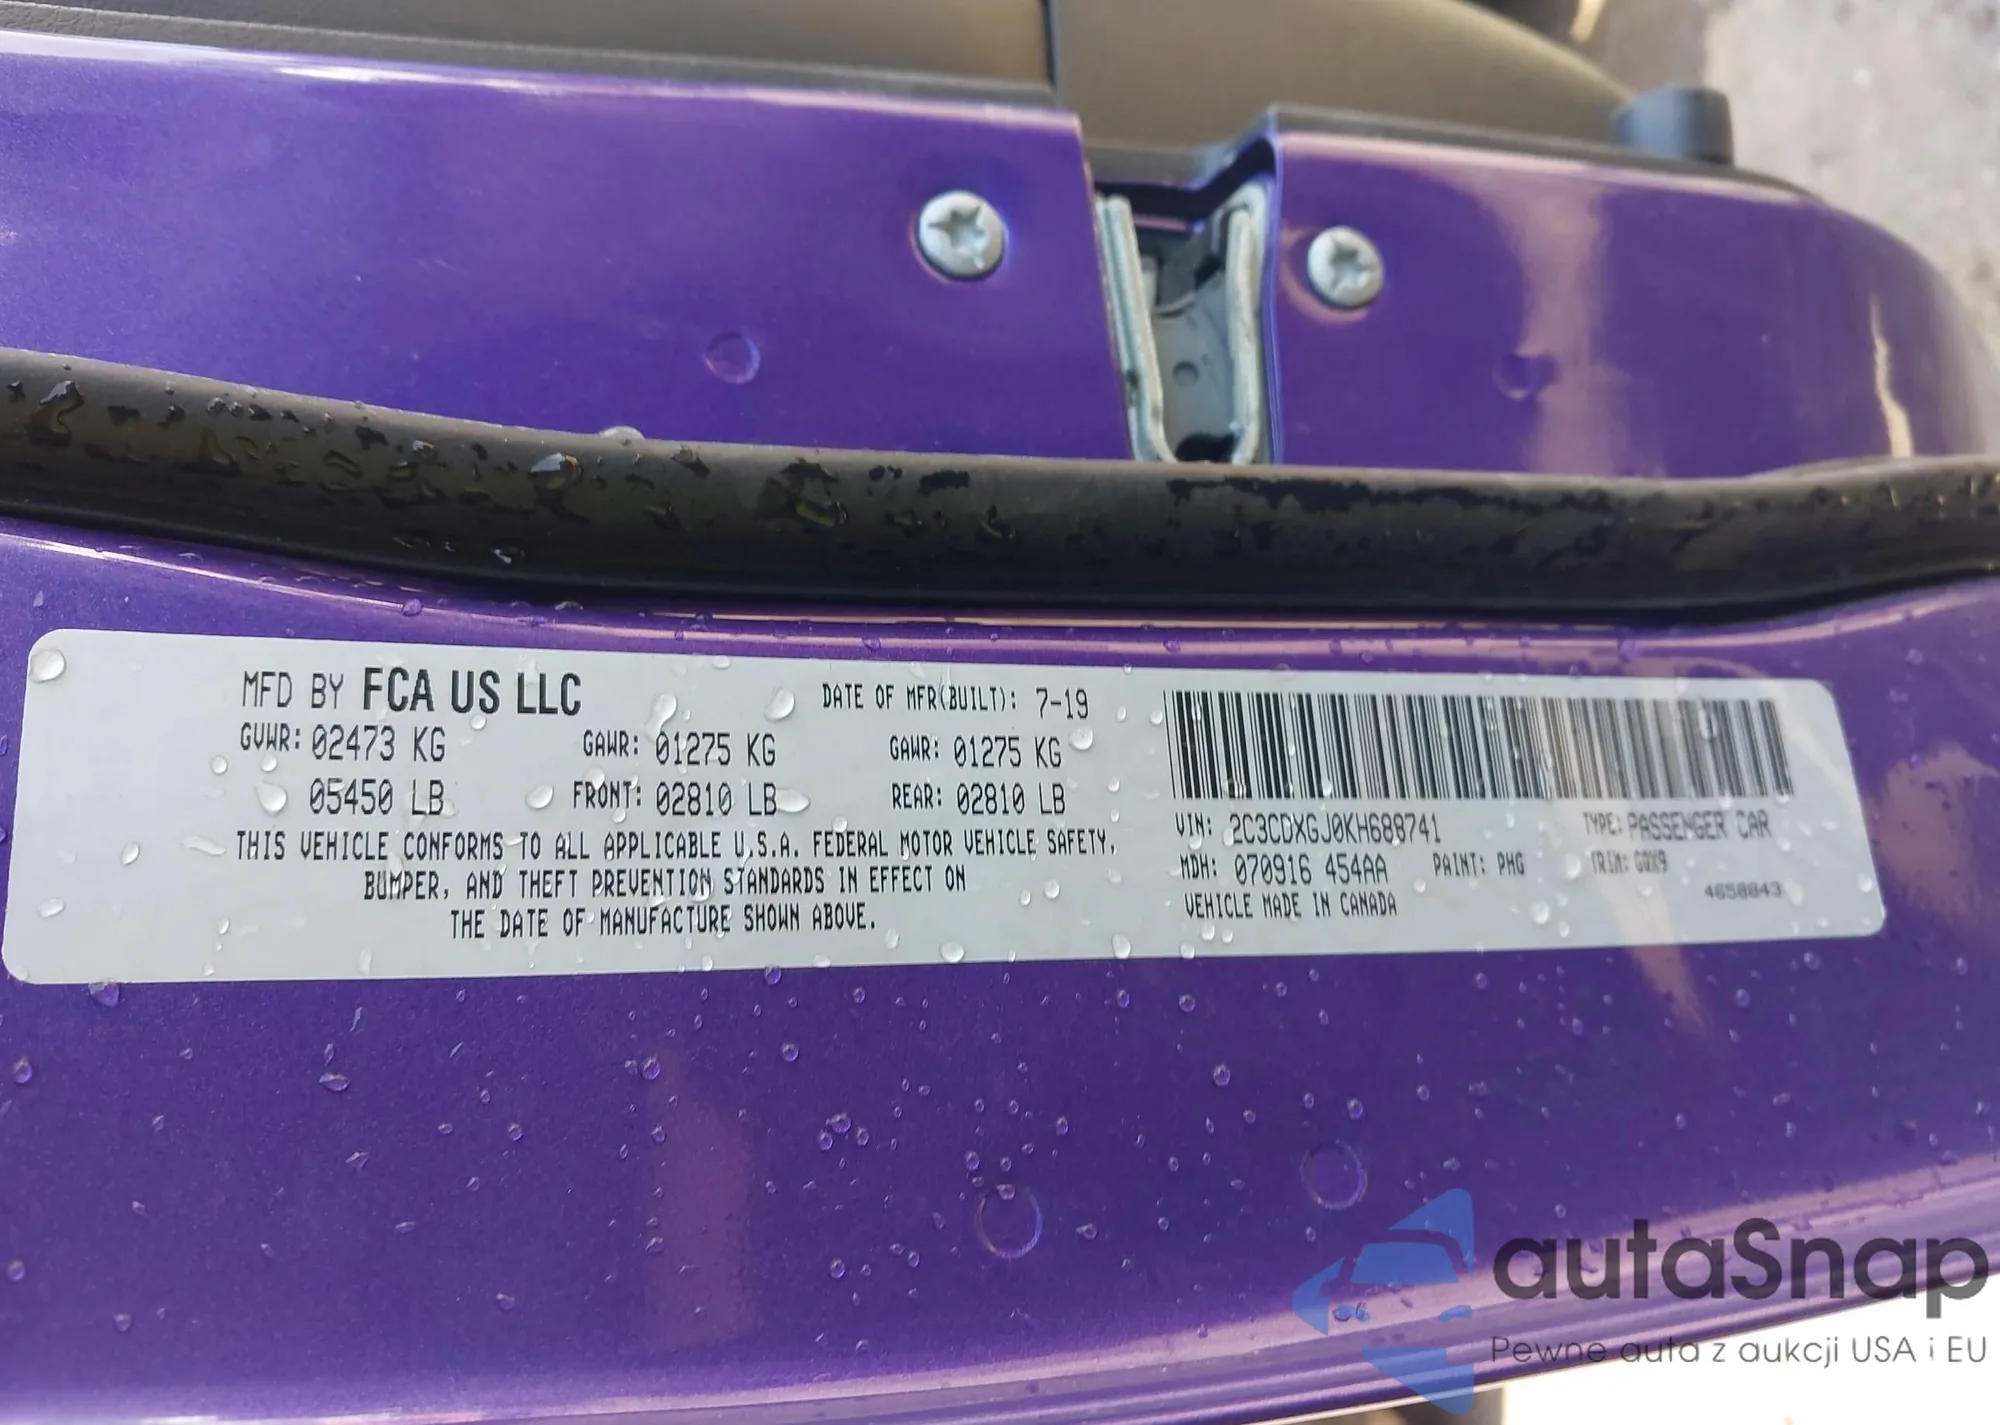 MFD BY FCA US LLC
DATE OF MFR(BUILT): 7-19
GVWR: 02473 KG
GAWR: 01275 KG
GAWR: 01275 KG
05450 LB
FRONT: 02810 LB
REAR: 02810 LB
THIS VEHICLE CONFORMS TO ALL APPLICABLE U.S.A. FEDERAL MOTOR VEHICLE SAFETY,
BUMPER, AND THEFT PREVENTION STANDARDS IN EFFECT ON
THE DATE OF MANUFACTURE SHOWN ABOVE.
VIN: 2C3CDXGJ0KH688741
TYPE: PASSENGER CAR
MDH: 070916 454AA
PAINT: PHG
TRIM: GQX9
VEHICLE MADE IN CANADA
4658843
autaSnap
Pewne auta z aukcji USA i EU